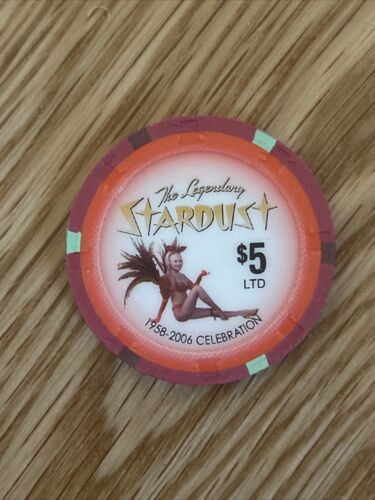 The Legendary
STARDUST
$5
LTD
1958-2006 CELEBRATION